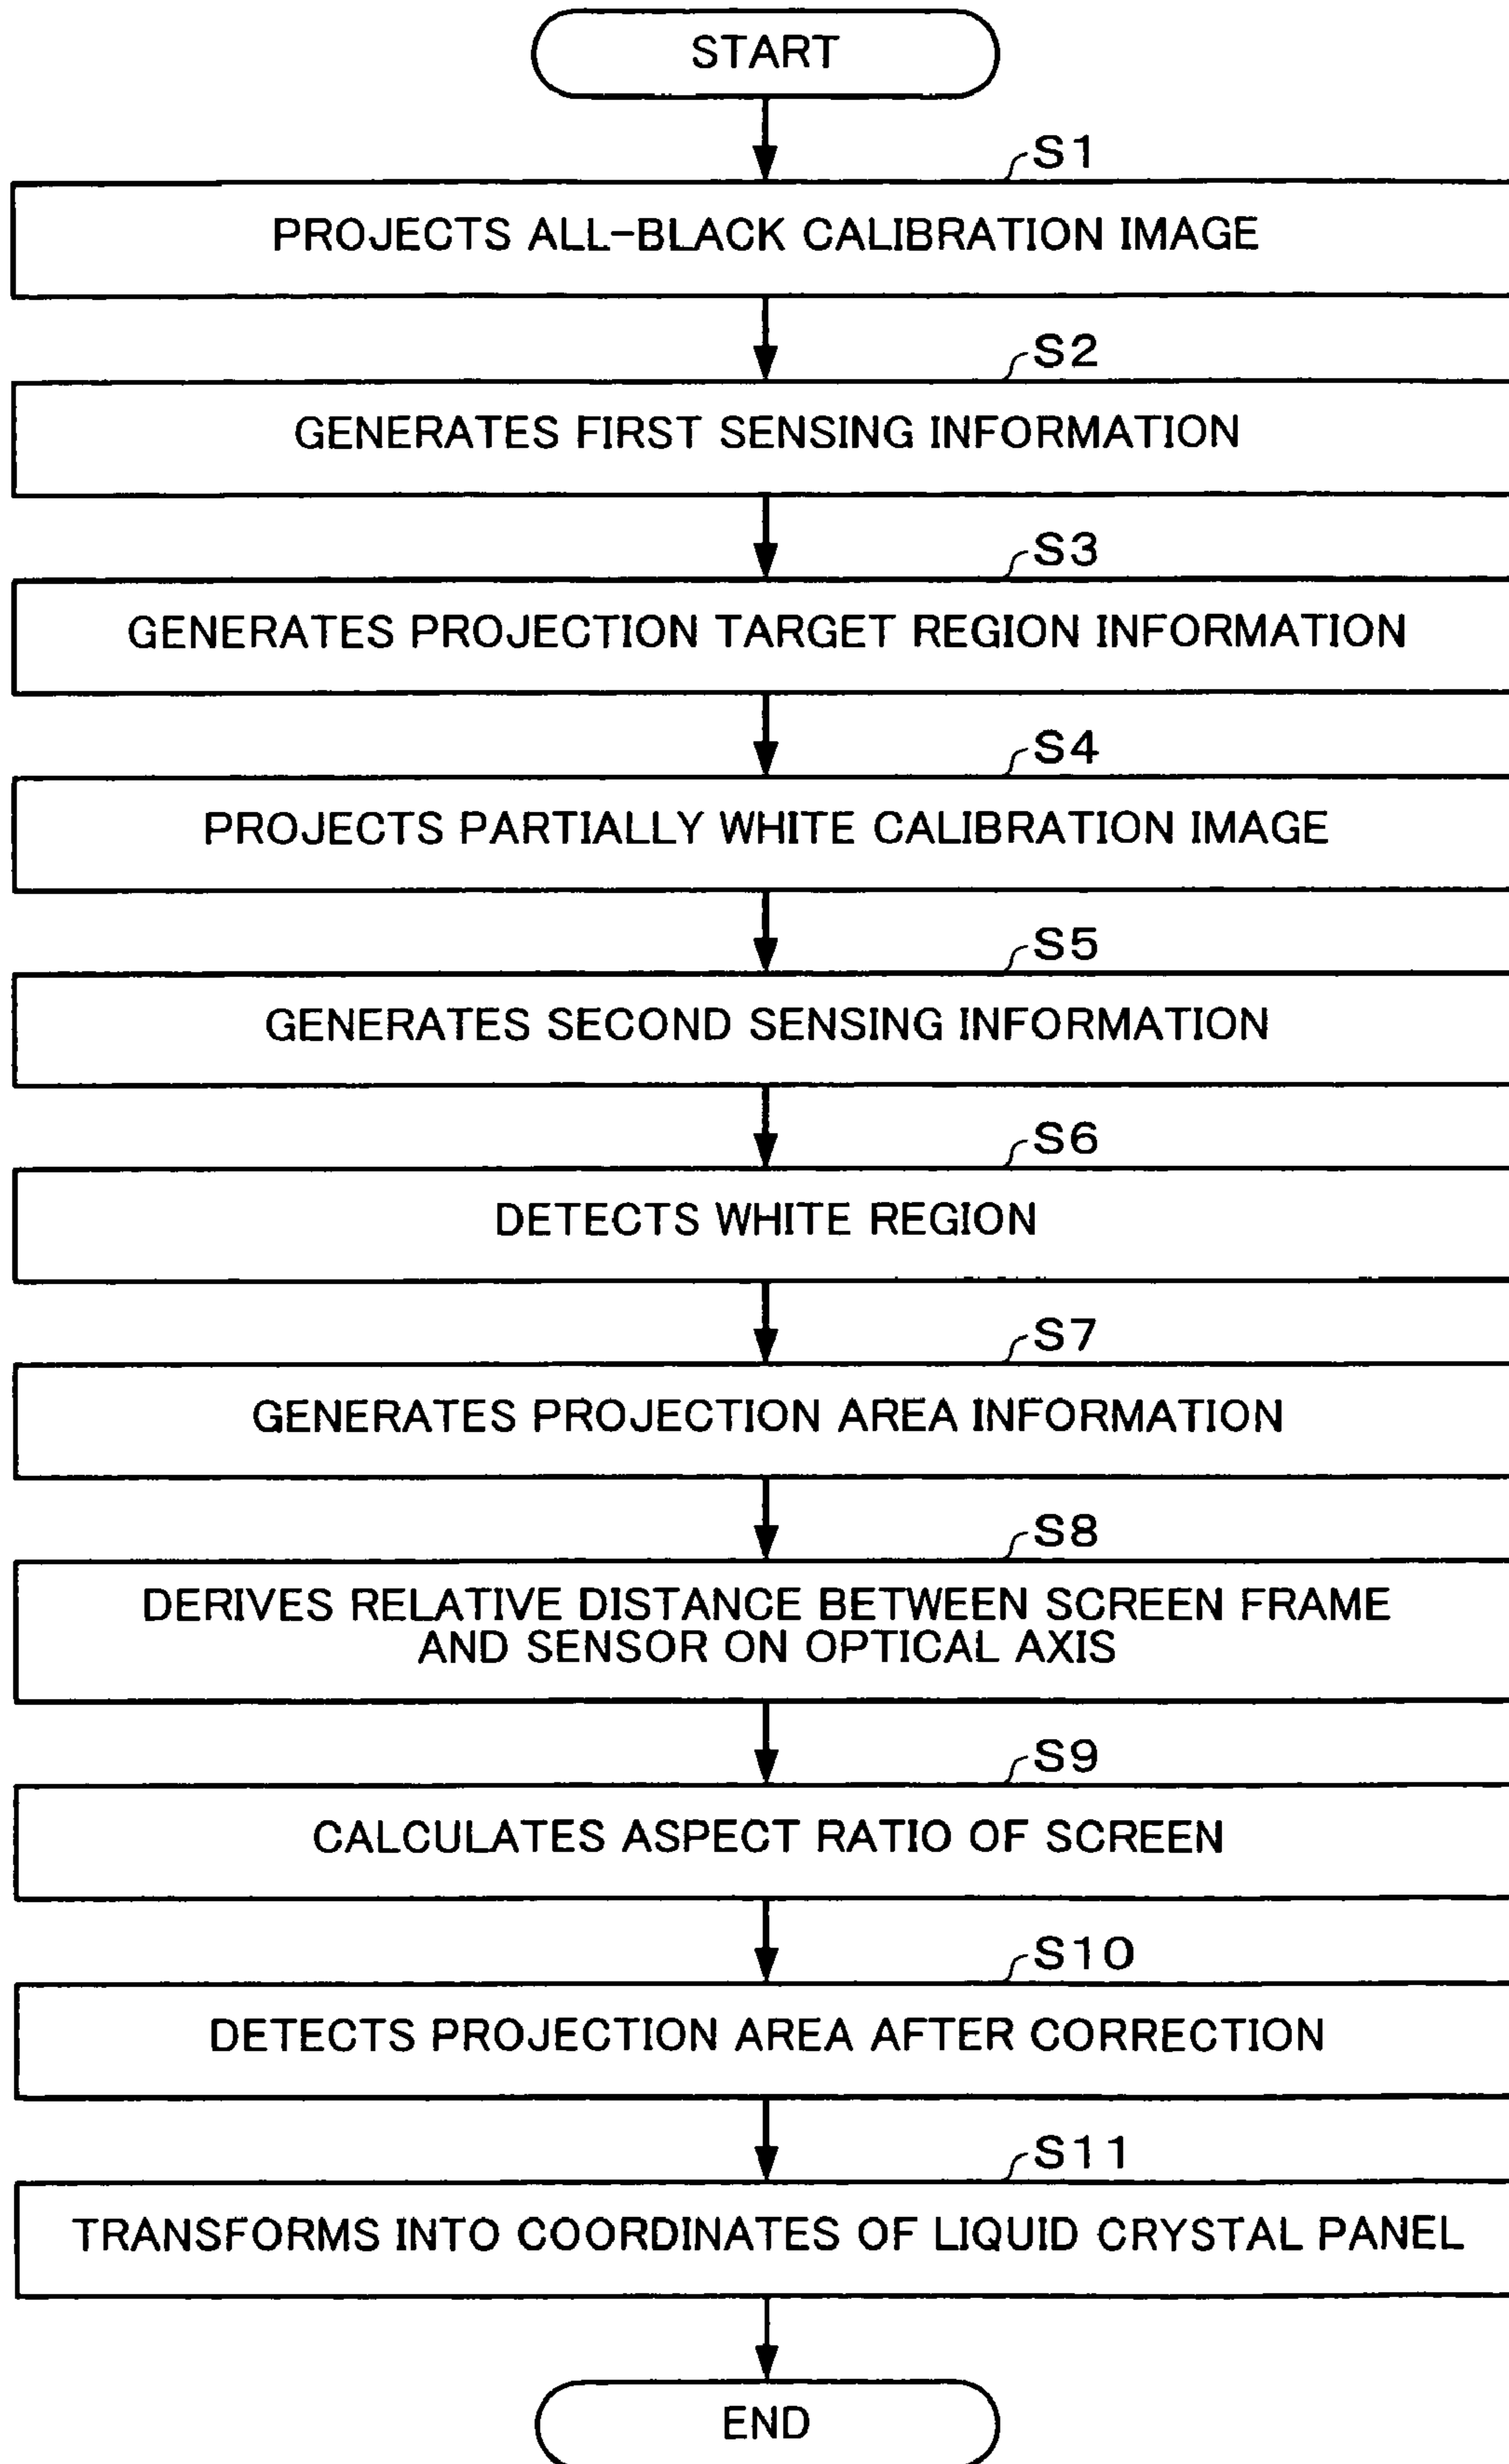 START
S1
PROJECTS ALL-BLACK CALIBRATION IMAGE
S2
GENERATES FIRST SENSING INFORMATION
S3
GENERATES PROJECTION TARGET REGION INFORMATION
S4
PROJECTS PARTIALLY WHITE CALIBRATION IMAGE
S5
GENERATES SECOND SENSING INFORMATION
S6
DETECTS WHITE REGION
S7
GENERATES PROJECTION AREA INFORMATION
S8
DERIVES RELATIVE DISTANCE BETWEEN SCREEN FRAME
AND SENSOR ON OPTICAL AXIS
S9
CALCULATES ASPECT RATIO OF SCREEN
S10
DETECTS PROJECTION AREA AFTER CORRECTION
S11
TRANSFORMS INTO COORDINATES OF LIQUID CRYSTAL PANEL
END